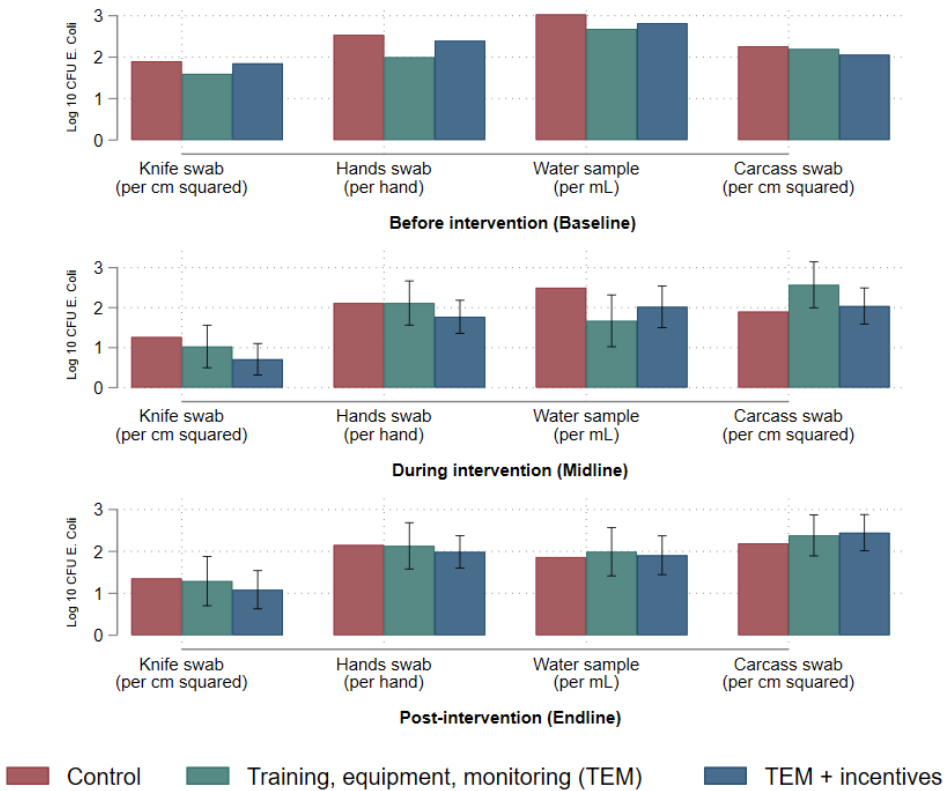 Log 10 CFU E. Coli
3
2
1
0
Knife swab
(per cm squared)
Hands swab
(per hand)
Water sample
(per mL)
Carcass swab
(per cm squared)
Before intervention (Baseline)
Log 10 CFU E. Coli
3
2
1
0
Knife swab
(per cm squared)
Hands swab
(per hand)
Water sample
(per mL)
Carcass swab
(per cm squared)
During intervention (Midline)
Log 10 CFU E. Coli
3
2
1
0
Knife swab
(per cm squared)
Hands swab
(per hand)
Water sample
(per mL)
Carcass swab
(per cm squared)
Post-intervention (Endline)
Control
Training, equipment, monitoring (TEM)
TEM + incentives